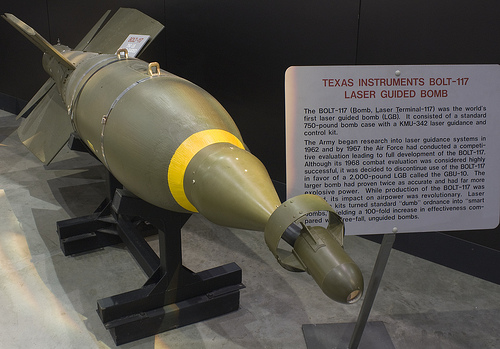 TEXAS INSTRUMENTS BOLT-117
LASER GUIDED BOMB
The BOLT-117 (Bomb, Laser Terminal-117) was the world's
first laser guided bomb (LGB). It consisted of a standard
750-pound bomb case with a KMU-342 laser guidance and
control kit.
The Army began research into laser guidance systems in
1962 and by 1967 the Air Force had conducted a competi-
tive evaluation leading to full development of the BOLT-117.
Although its 1968 combat evaluation was considered highly
successful, it was decided to discontinue use of the BOLT-117
in favor of a 2,000-pound LGB called the GBU-10. The
larger bomb had proven twice as accurate and had far more
explosive power. While production of the BOLT-117 was
its impact on airpower was revolutionary. Laser
kits turned standard "dumb" ordnance into "smart
bombs," yielding a 100-fold increase in effectiveness com-
pared free-fall, unguided bombs.